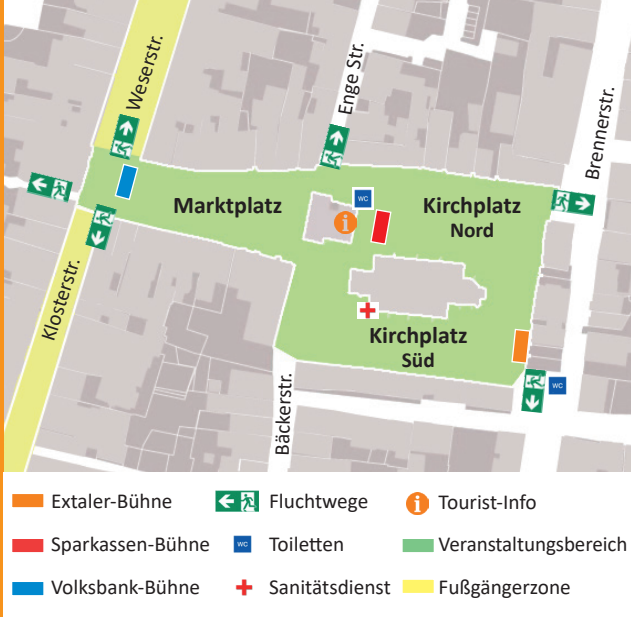 Weserstr.
Enge Str.
Brennerstr.
WC
Marktplatz
Kirchplatz
Nord
i
Klosterstr.
Kirchplatz
Süd
WC
Bäckerstr.
Extaler-Bühne
Fluchtwege
i Tourist-Info
Sparkassen-Bühne
WC Toiletten
Veranstaltungsbereich
Volksbank-Bühne
Sanitätsdienst
Fußgängerzone